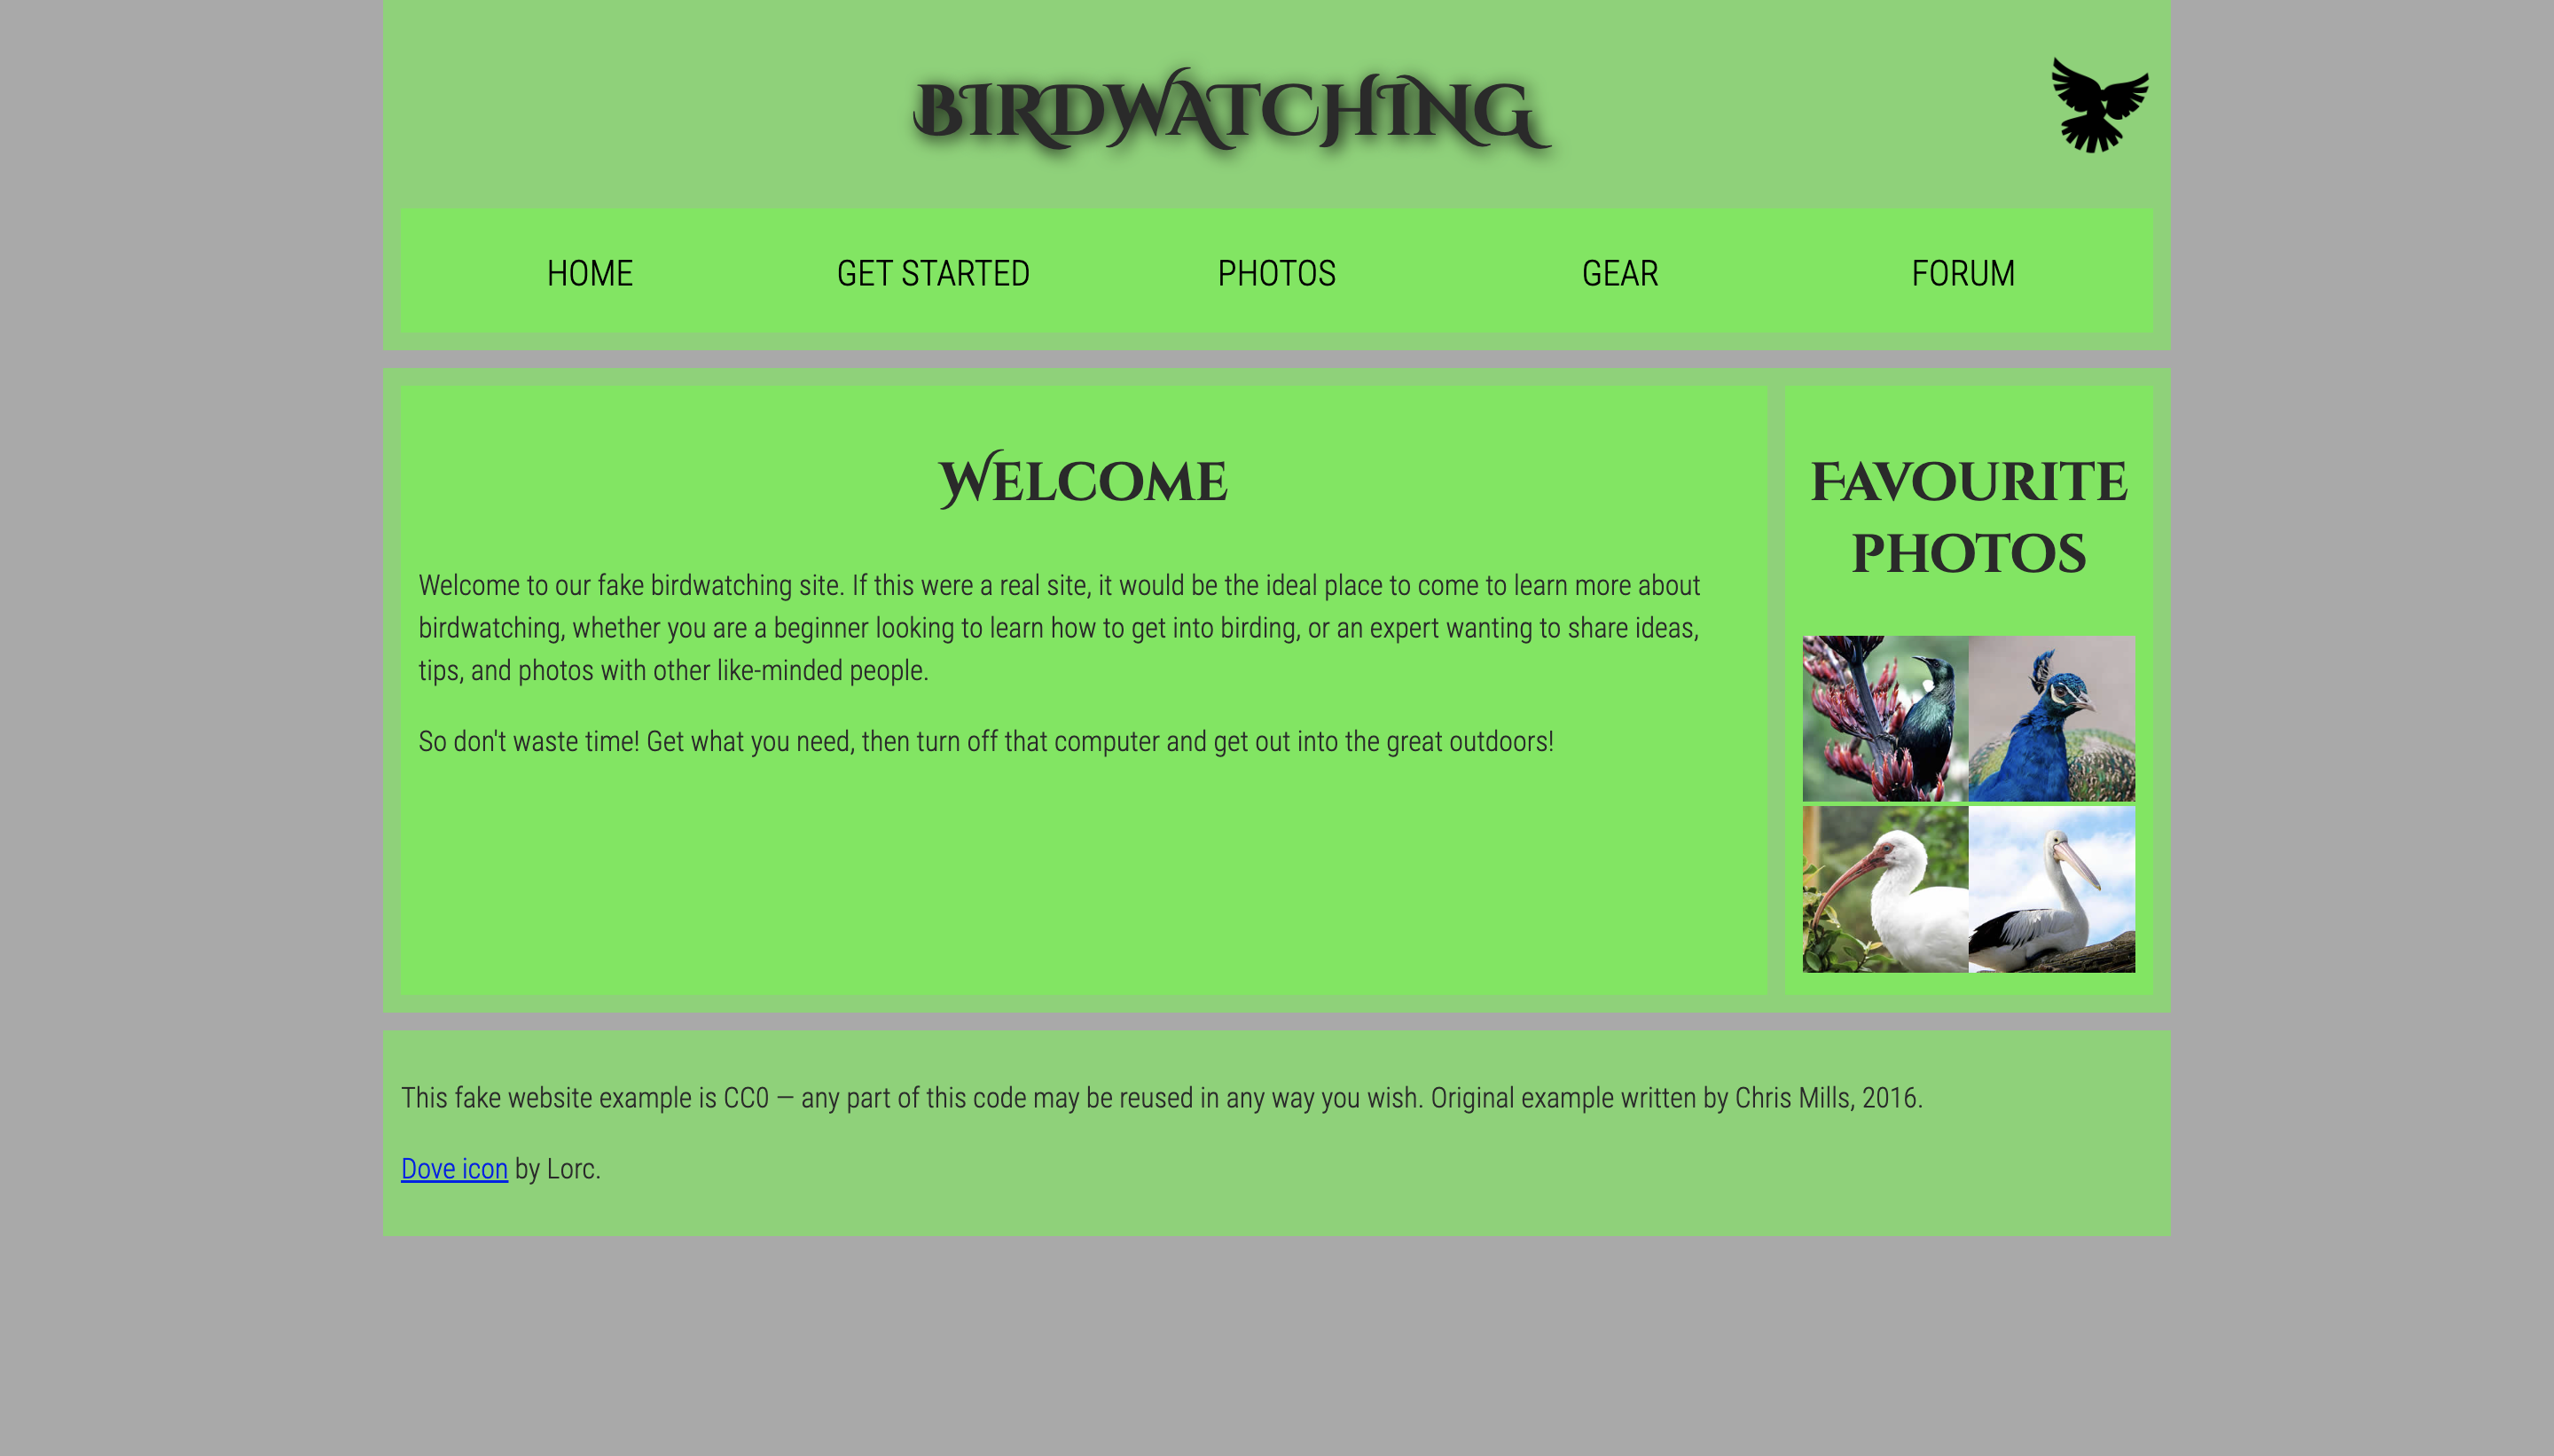 BIRDWATCHING
HOME
GET STARTED
PHOTOS
GEAR
FORUM
Welcome
Welcome to our fake birdwatching site. If this were a real site, it would be the ideal place to come to learn more about
birdwatching, whether you are a beginner looking to learn how to get into birding, or an expert wanting to share ideas,
tips, and photos with other like-minded people.
So don't waste time! Get what you need, then turn off that computer and get out into the great outdoors!
Favourite
photos
This fake website example is CC0 — any part of this code may be reused in any way you wish. Original example written by Chris Mills, 2016.
Dove icon by Lorc.